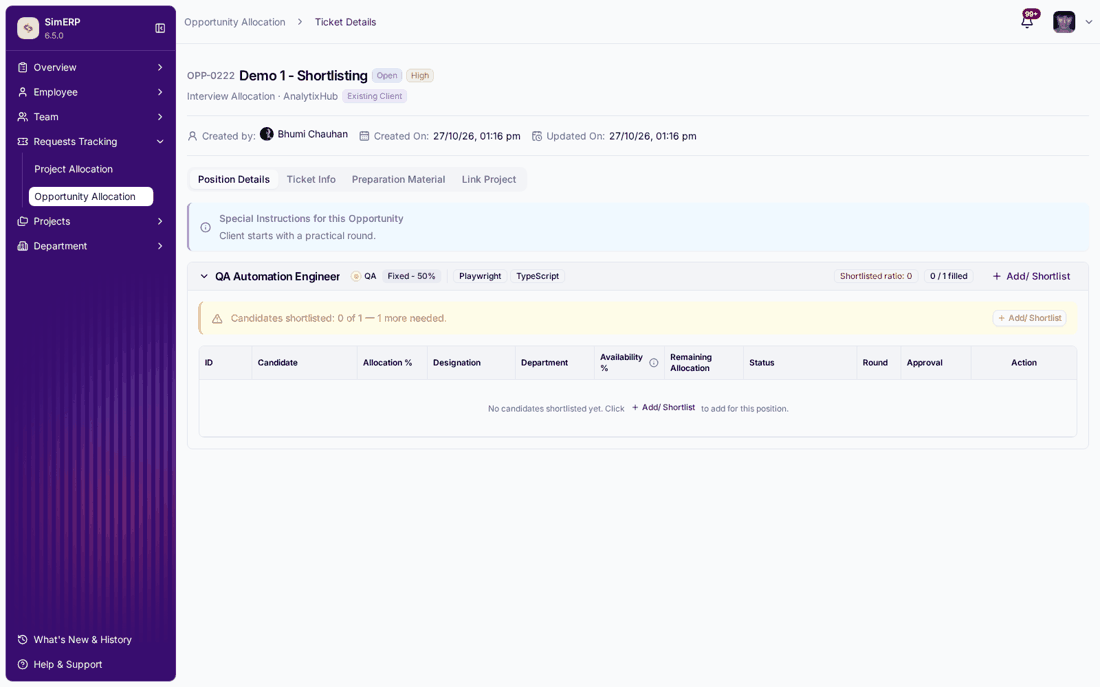 SimERP
6.5.0
Opportunity Allocation
Ticket Details
99+
Overview
Employee
Team
Requests Tracking
Project Allocation
Opportunity Allocation
Projects
Department
What's New & History
Help & Support
OPP-0222 Demo 1 - Shortlisting Open High
Interview Allocation · AnalytixHub Existing Client
Created by: Bhumi Chauhan Created On: 27/10/26, 01:16 pm Updated On: 27/10/26, 01:16 pm
Position Details Ticket Info Preparation Material Link Project
Special Instructions for this Opportunity
Client starts with a practical round.
QA Automation Engineer Q QA Fixed - 50% Playwright TypeScript Shortlisted ratio: 0 0 / 1 filled + Add/ Shortlist
Candidates shortlisted: 0 of 1 — 1 more needed. + Add/ Shortlist
ID Candidate Allocation % Designation Department Availability % Remaining Allocation Status Round Approval Action
No candidates shortlisted yet. Click + Add/ Shortlist to add for this position.